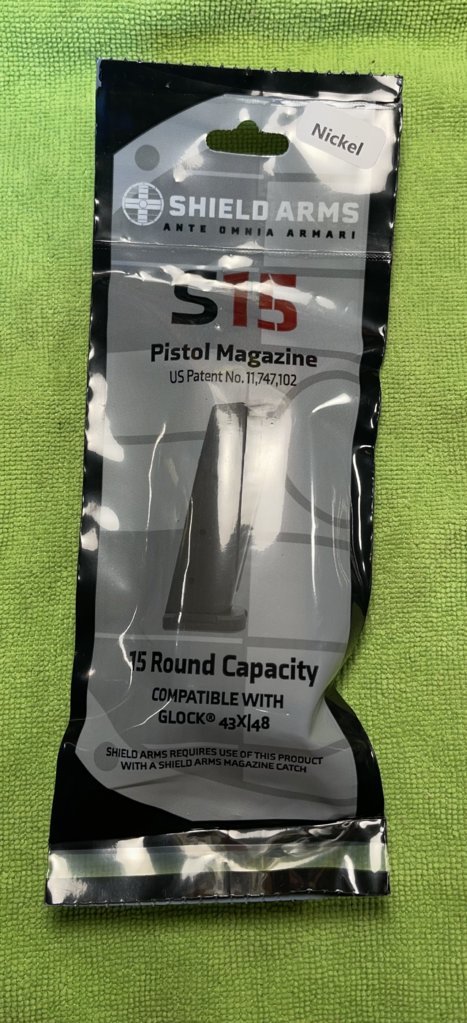 Nickel
SHIELD ARMS
ANTE OMNIA ARMARI
S15
Pistol Magazine
US Patent No. 11,747,102
15 Round Capacity
COMPATIBLE WITH
GLOCK® 43X|48
SHIELD ARMS REQUIRES USE OF THIS PRODUCT
WITH A SHIELD ARMS MAGAZINE CATCH